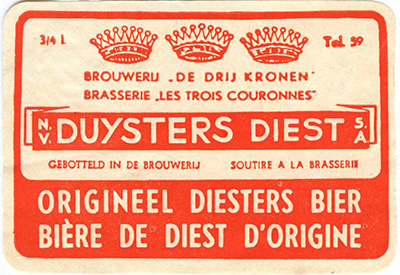 3/4 l. Tel. 59
BROUWERIJ „DE DRIJ KRONEN"
BRASSERIE „LES TROIS COURONNES"
N.V. DUYSTERS DIEST S.A
GEBOTTELD IN DE BROUWERIJ SOUTIRE A LA BRASSERIE
ORIGINEEL DIESTERS BIER
BIÈRE DE DIEST D'ORIGINE